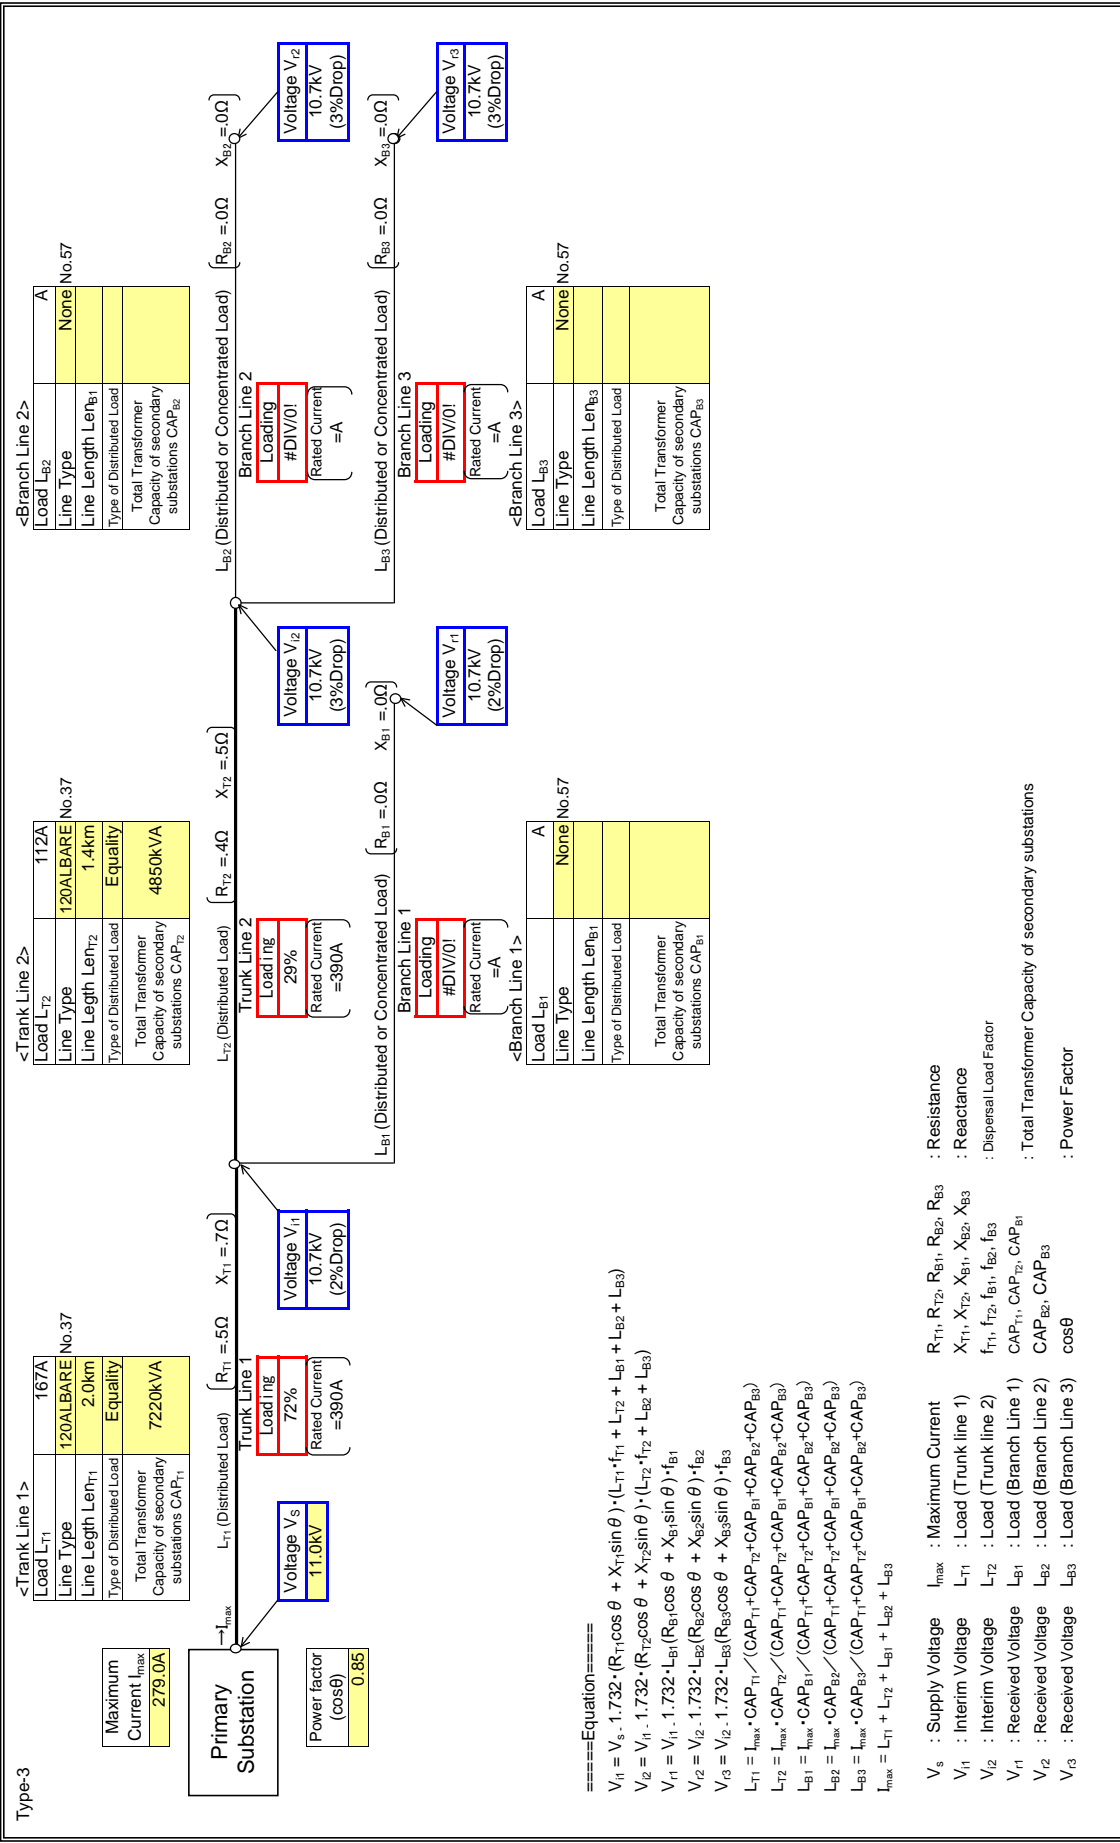 Type-3
<Trank Line 1>
Load LT1 167A
Line Type 120ALBARE No.37
Line Legth LenT1 2.0km
Type of Distributed Load Equality
Total Transformer Capacity of secondary substations CAPT1 7220kVA
<Trank Line 2>
Load LT2 112A
Line Type 120ALBARE No.37
Line Legth LenT2 1.4km
Type of Distributed Load Equality
Total Transformer Capacity of secondary substations CAPT2 4850kVA
<Branch Line 2>
Load LB2 A
Line Type None No.57
Line Length LenB1
Type of Distributed Load
Total Transformer Capacity of secondary substations CAPB2
Maximum Current Imax
279.0A
Primary Substation
→Imax
Power factor (cosθ)
0.85
Voltage Vs
11.0kV
LT1 (Distributed Load) RT1 =.5Ω XT1 =.7Ω
Trunk Line 1
Loading
72%
Rated Current =390A
Voltage Vi1
10.7kV
(2%Drop)
LT2 (Distributed Load) RT2 =.4Ω XT2 =.5Ω
Trunk Line 2
Loading
29%
Rated Current =390A
Voltage Vi2
10.7kV
(3%Drop)
LB2 (Distributed or Concentrated Load) RB2 =.0Ω XB2 =.0Ω
Branch Line 2
Loading
#DIV/0!
Rated Current =A
Voltage Vr2
10.7kV
(3%Drop)
LB1 (Distributed or Concentrated Load) RB1 =.0Ω XB1 =.0Ω
Branch Line 1
Loading
#DIV/0!
Rated Current =A
Voltage Vr1
10.7kV
(2%Drop)
LB3 (Distributed or Concentrated Load) RB3 =.0Ω XB3 =.0Ω
Branch Line 3
Loading
#DIV/0!
Rated Current =A
Voltage Vr3
10.7kV
(3%Drop)
<Branch Line 1>
Load LB1 A
Line Type None No.57
Line Length LenB1
Type of Distributed Load
Total Transformer Capacity of secondary substations CAPB1
<Branch Line 3>
Load LB3 A
Line Type None No.57
Line Length LenB3
Type of Distributed Load
Total Transformer Capacity of secondary substations CAPB3
=====Equation=====
Vi1 = Vs - 1.732・(RT1cos θ + XT1sin θ)・(LT1・fT1 + LT2 + LB1 + LB2 + LB3)
Vi2 = Vi1 - 1.732・(RT2cos θ + XT2sin θ)・(LT2・fT2 + LB2 + LB3)
Vr1 = Vi1 - 1.732・LB1(RB1cos θ + XB1sin θ)・fB1
Vr2 = Vi2 - 1.732・LB2(RB2cos θ + XB2sin θ)・fB2
Vr3 = Vi2 - 1.732・LB3(RB3cos θ + XB3sin θ)・fB3
LT1 = Imax・CAPT1／(CAPT1+CAPT2+CAPB1+CAPB2+CAPB3)
LT2 = Imax・CAPT2／(CAPT1+CAPT2+CAPB1+CAPB2+CAPB3)
LB1 = Imax・CAPB1／(CAPT1+CAPT2+CAPB1+CAPB2+CAPB3)
LB2 = Imax・CAPB2／(CAPT1+CAPT2+CAPB1+CAPB2+CAPB3)
LB3 = Imax・CAPB3／(CAPT1+CAPT2+CAPB1+CAPB2+CAPB3)
Imax = LT1 + LT2 + LB1 + LB2 + LB3
Vs : Supply Voltage Imax : Maximum Current RT1, RT2, RB1, RB2, RB3 : Resistance
Vi1 : Interim Voltage LT1 : Load (Trunk line 1) XT1, XT2, XB1, XB2, XB3 : Reactance
Vi2 : Interim Voltage LT2 : Load (Trunk line 2) fT1, fT2, fB1, fB2, fB3 : Dispersal Load Factor
Vr1 : Received Voltage LB1 : Load (Branch Line 1) CAPT1, CAPT2, CAPB1
Vr2 : Received Voltage LB2 : Load (Branch Line 2) CAPB2, CAPB3 : Total Transformer Capacity of secondary substations
Vr3 : Received Voltage LB3 : Load (Branch Line 3) cosθ : Power Factor